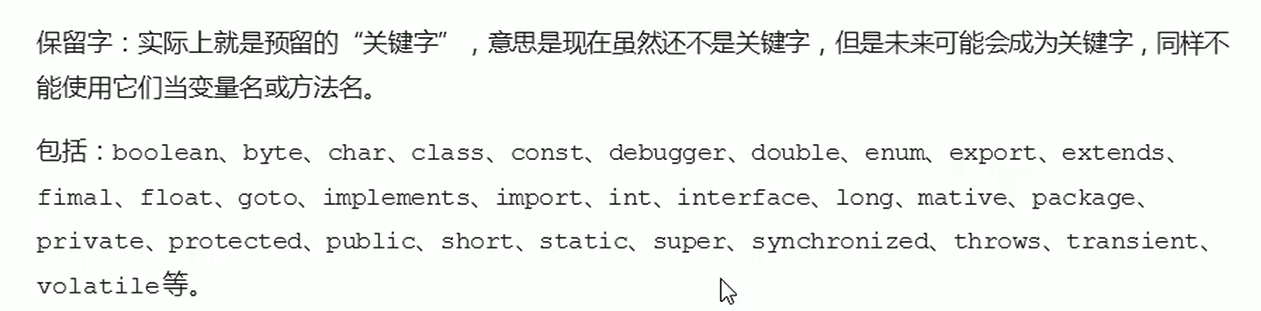 保留字：实际上就是预留的“关键字”，意思是现在虽然还不是关键字，但是未来可能会成为关键字，同样不
能使用它们当变量名或方法名。
包括：boolean、byte、char、class、const、debugger、double、enum、export、extends、
fimal、float、goto、implements、import、int、interface、long、mative、package、
private、protected、public、short、static、super、synchronized、throws、transient、
volatile等。